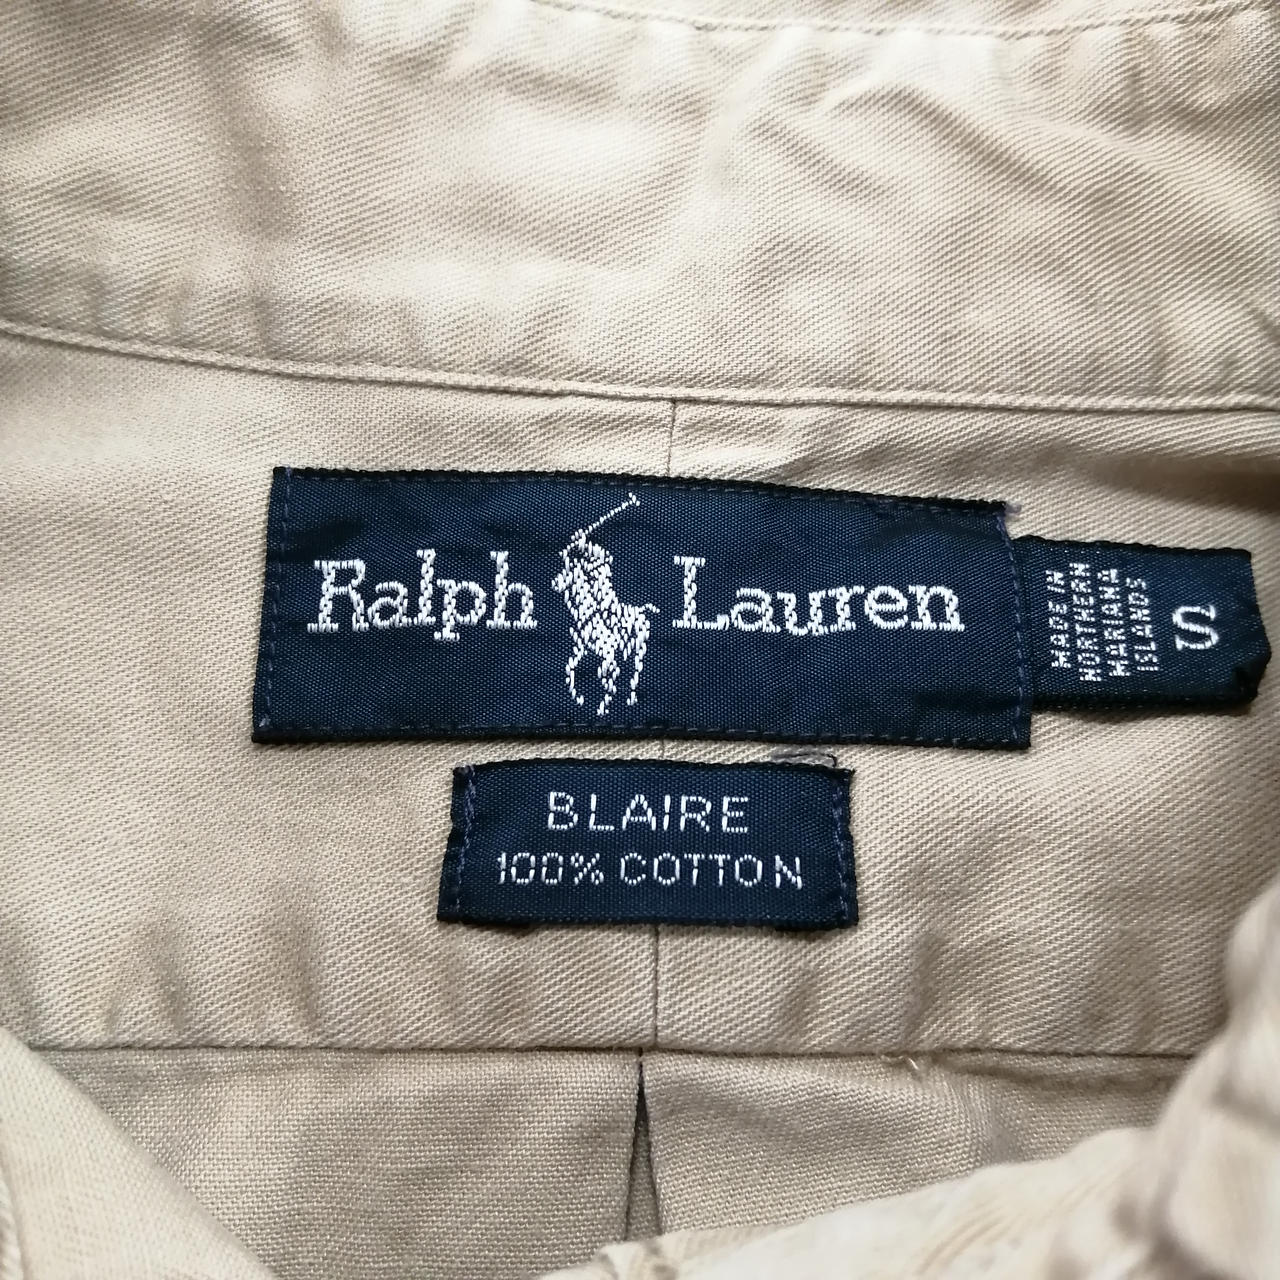 Ralph Lauren
MADE IN
NORTHERN
MARIANA
ISLANDS
S
BLAIRE
100% COTTON